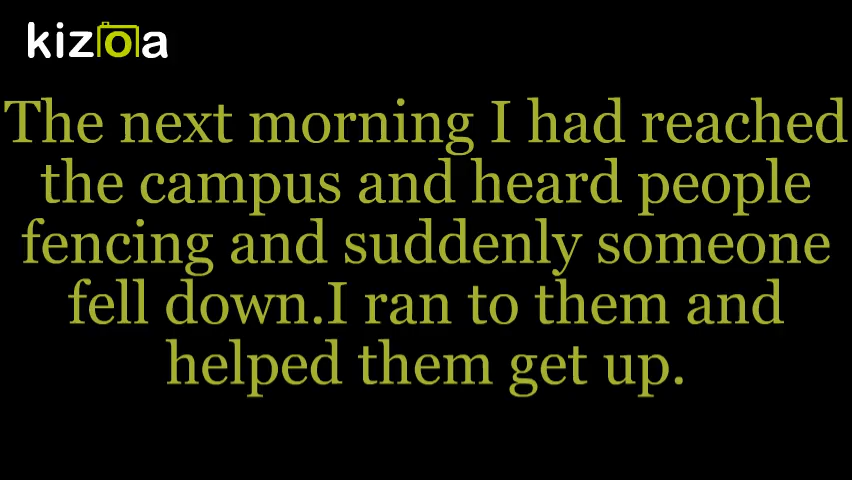 kizoa
The next morning I had reached
the campus and heard people
fencing and suddenly someone
fell down.I ran to them and
helped them get up.